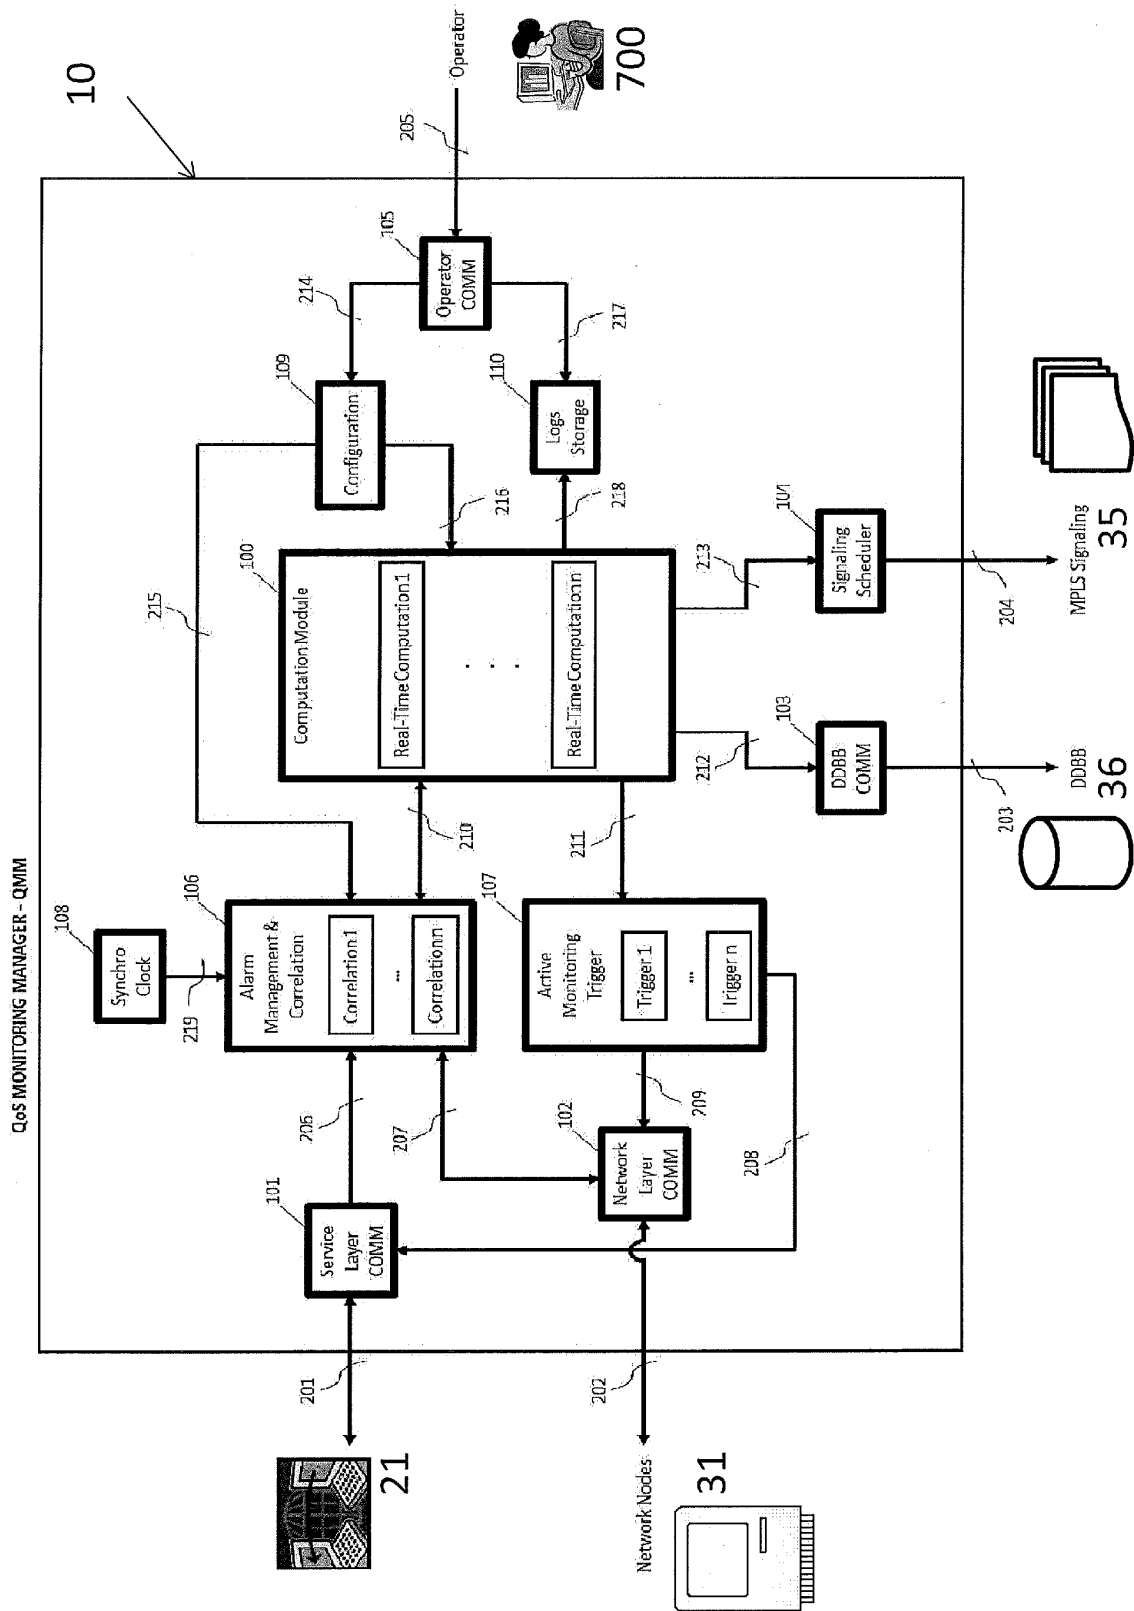 QoS MONITORING MANAGER - QMM
10
108
Synchro
Clock
219
215
106
Alarm
Management &
Correlation
Correlation1
...
Correlationn
100
Computation Module
Real-TimeComputation1
. . .
Real-TimeComputationn
109
Configuration
214
105
Operator
COMM
205
Operator
700
216
110
Logs
Storage
217
218
201
21
101
Service
Layer
COMM
206
207
210
211
107
Active
Monitoring
Trigger
Trigger 1
...
Trigger n
102
Network
Layer
COMM
209
208
202
Network Nodes
31
212
103
DDBB
COMM
203
DDBB
36
213
104
Signaling
Scheduler
204
MPLS Signaling
35